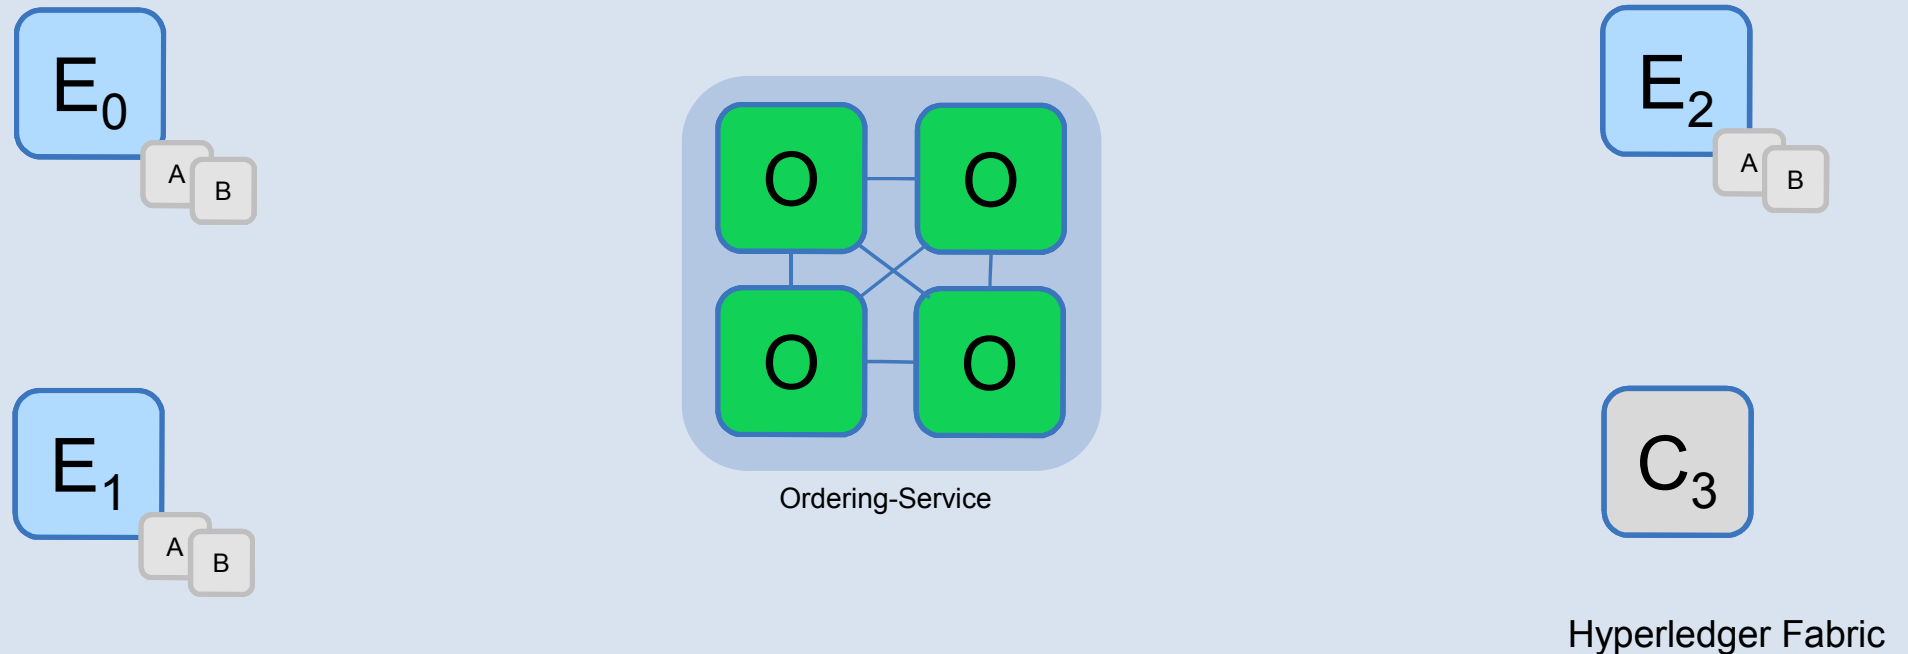 E0
A
B
E2
A
B
O
O
O
O
Ordering-Service
E1
A
B
C3
Hyperledger Fabric